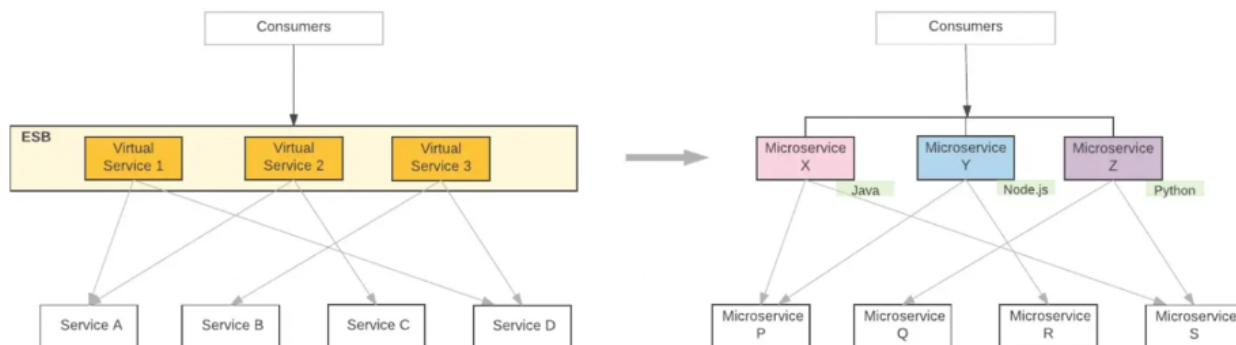 Consumers
ESB
Virtual
Service 1
Virtual
Service 2
Virtual
Service 3
Service A
Service B
Service C
Service D
Consumers
Microservice
X
Java
Microservice
Y
Node.js
Microservice
Z
Python
Microservice
P
Microservice
Q
Microservice
R
Microservice
S